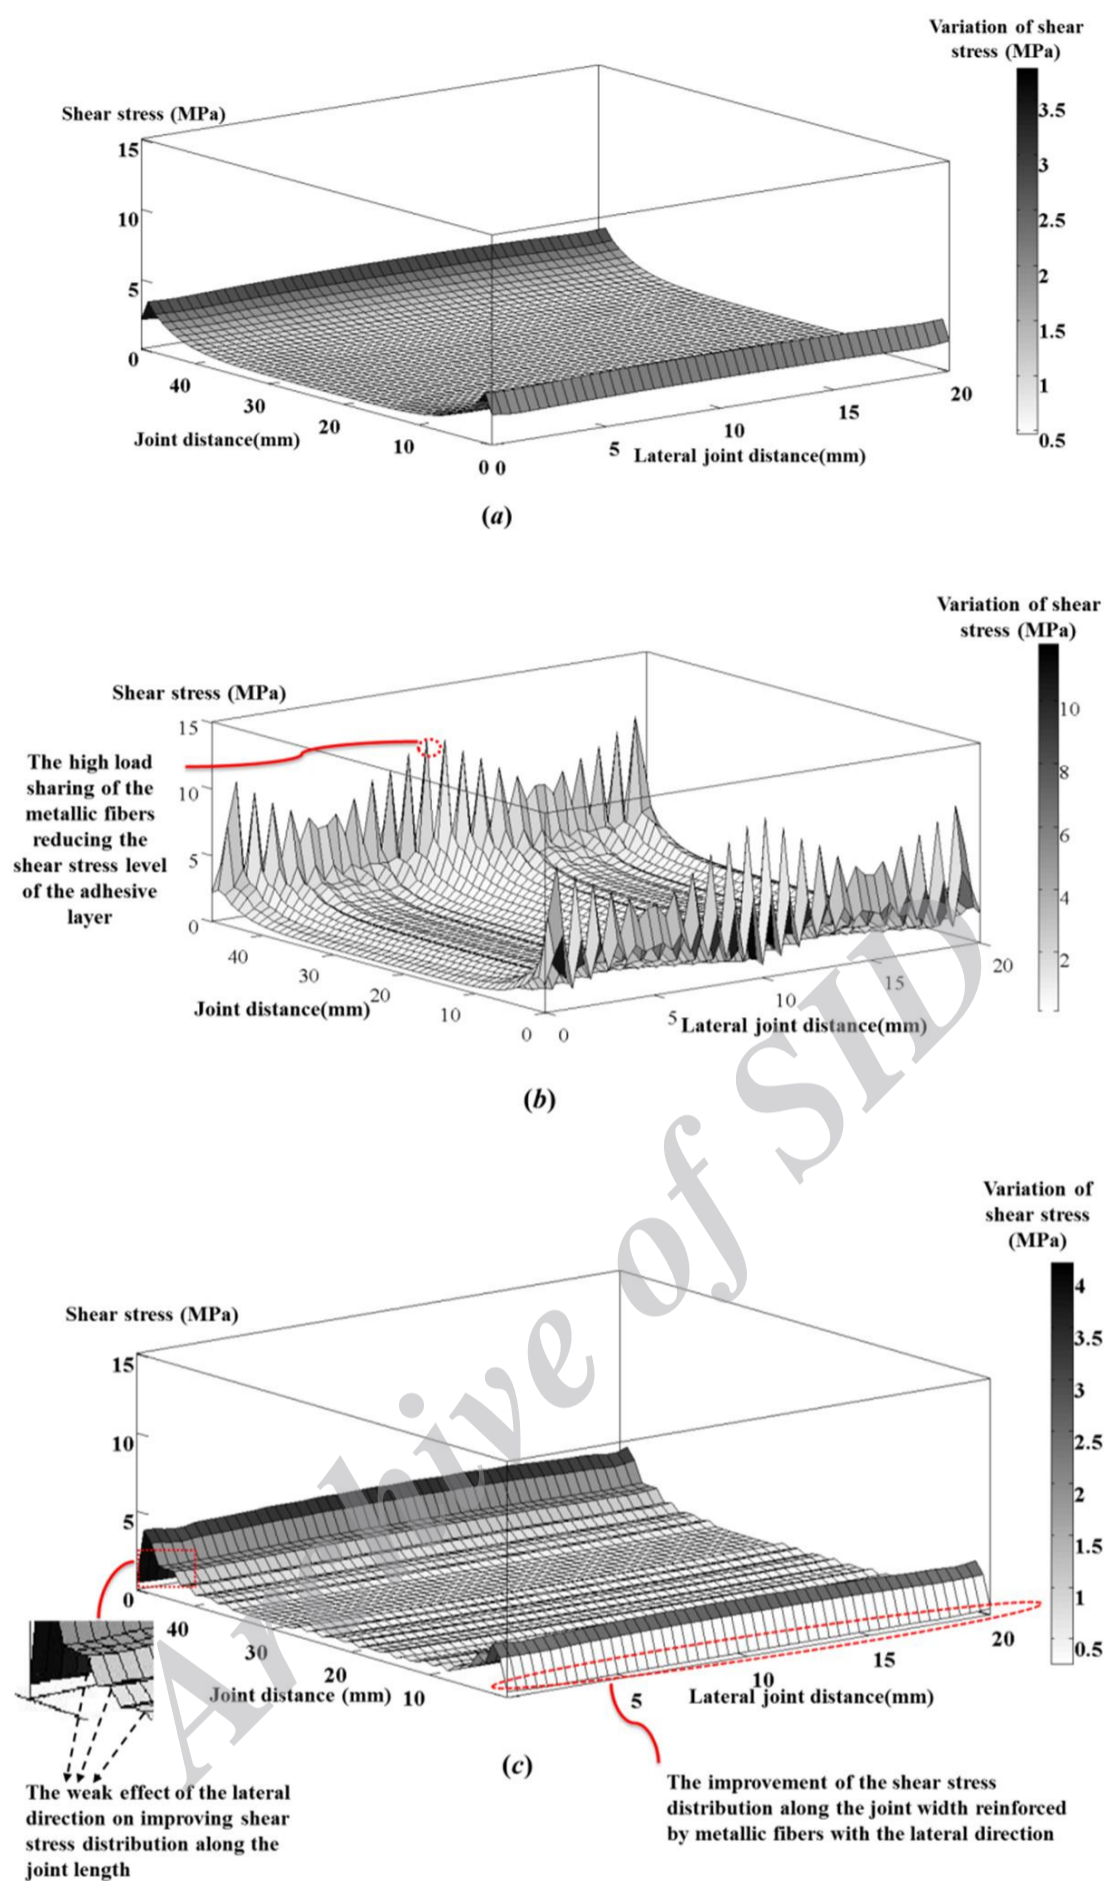 Variation of shear
stress (MPa)
Shear stress (MPa)
15
10
5
0
40
30
20
10
0 0
5
10
15
20
Joint distance(mm)
Lateral joint distance(mm)
3.5
3
2.5
2
1.5
1
0.5
(a)
Variation of shear
stress (MPa)
Shear stress (MPa)
15
10
5
0
The high load
sharing of the
metallic fibers
reducing the
shear stress level
of the adhesive
layer
40
30
20
10
0 0
5
10
15
20
Joint distance(mm)
Lateral joint distance(mm)
10
8
6
4
2
(b)
Variation of
shear stress
(MPa)
Shear stress (MPa)
15
10
5
0
40
30
20
10
5
10
15
20
Joint distance (mm)
Lateral joint distance(mm)
4
3.5
3
2.5
2
1.5
1
0.5
(c)
The weak effect of the lateral
direction on improving shear
stress distribution along the
joint length
The improvement of the shear stress
distribution along the joint width reinforced
by metallic fibers with the lateral direction
Archive of SID